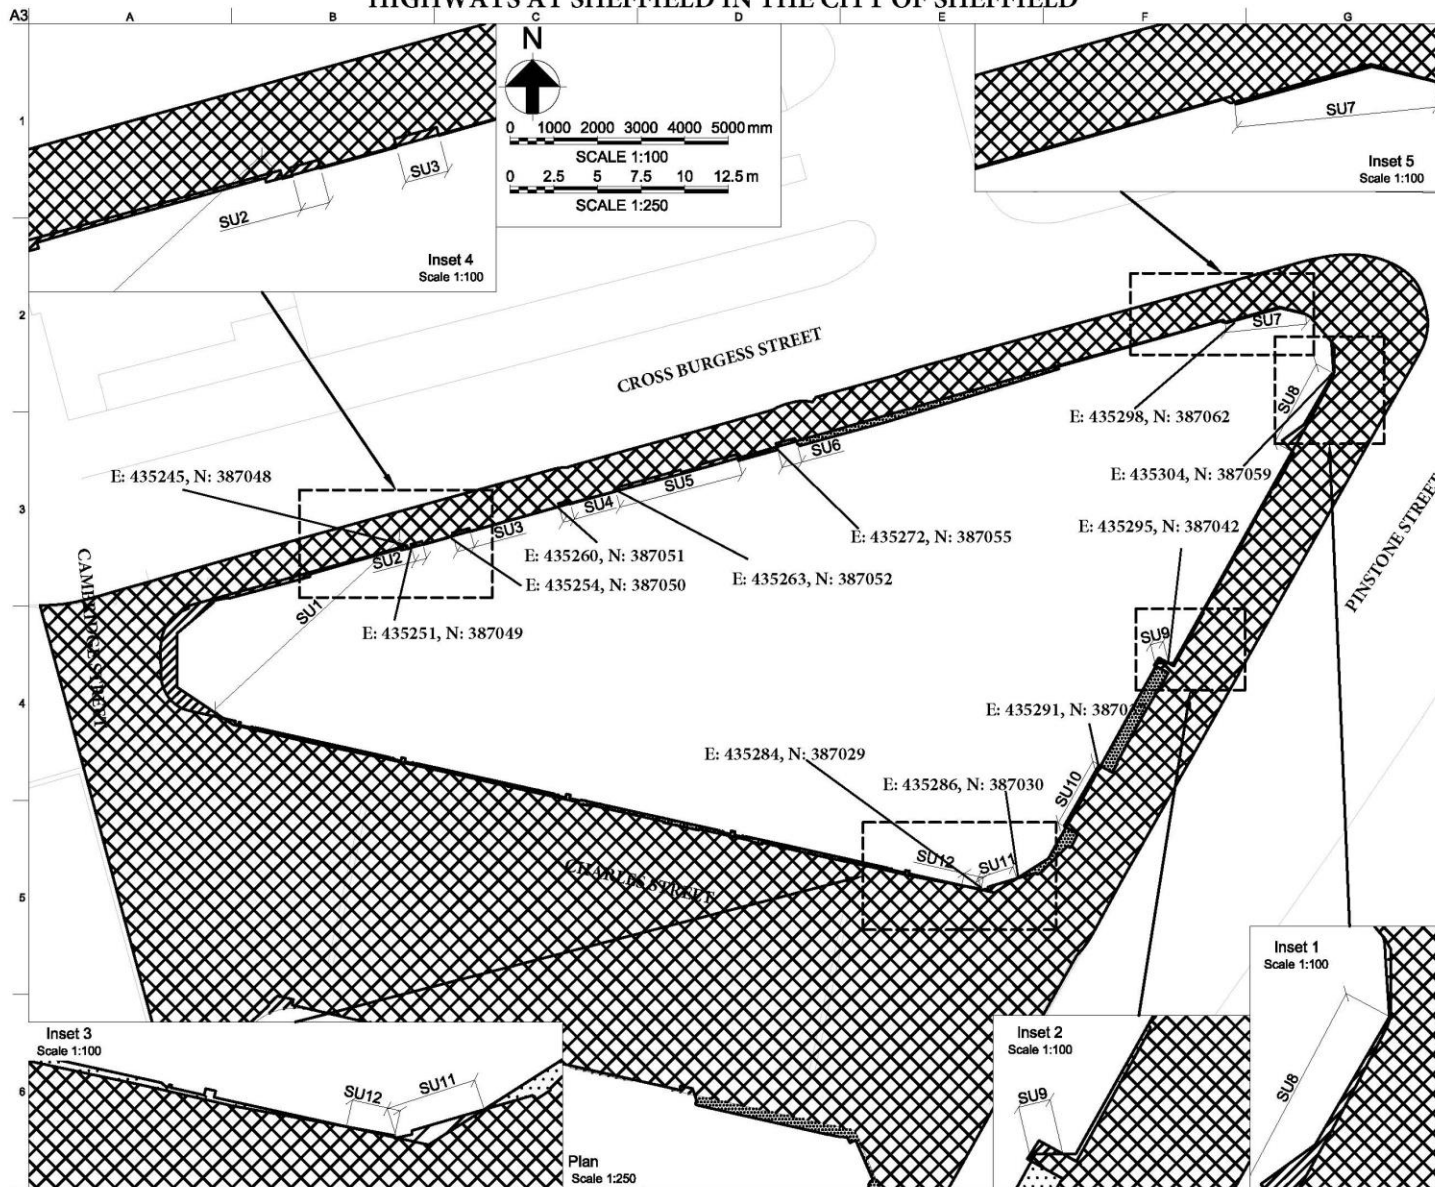 HIGHWAYS AT SHEFFIELD IN THE CITY OF SHEFFIELD
A3
A
B
C
D
E
F
G
1
2
3
4
5
6
SU2
SU3
Inset 4
Scale 1:100
N
0 1000 2000 3000 4000 5000 mm
SCALE 1:100
0 2.5 5 7.5 10 12.5 m
SCALE 1:250
SU7
Inset 5
Scale 1:100
CROSS BURGESS STREET
SU7
SU8
E: 435298, N: 387062
E: 435304, N: 387059
E: 435295, N: 387042
PINSTONE STREET
E: 435245, N: 387048
SU6
SU5
SU4
SU3
SU2
SU1
E: 435272, N: 387055
E: 435260, N: 387051
E: 435263, N: 387052
E: 435254, N: 387050
E: 435251, N: 387049
CAMBRIDGE STREET
SU9
E: 435291, N:
E: 435284, N: 387029
E: 435286, N: 387030
SU10
SU12
SU11
CHARLES STREET
Inset 3
Scale 1:100
SU12
SU11
Plan
Scale 1:250
Inset 2
Scale 1:100
SU9
Inset 1
Scale 1:100
SU8